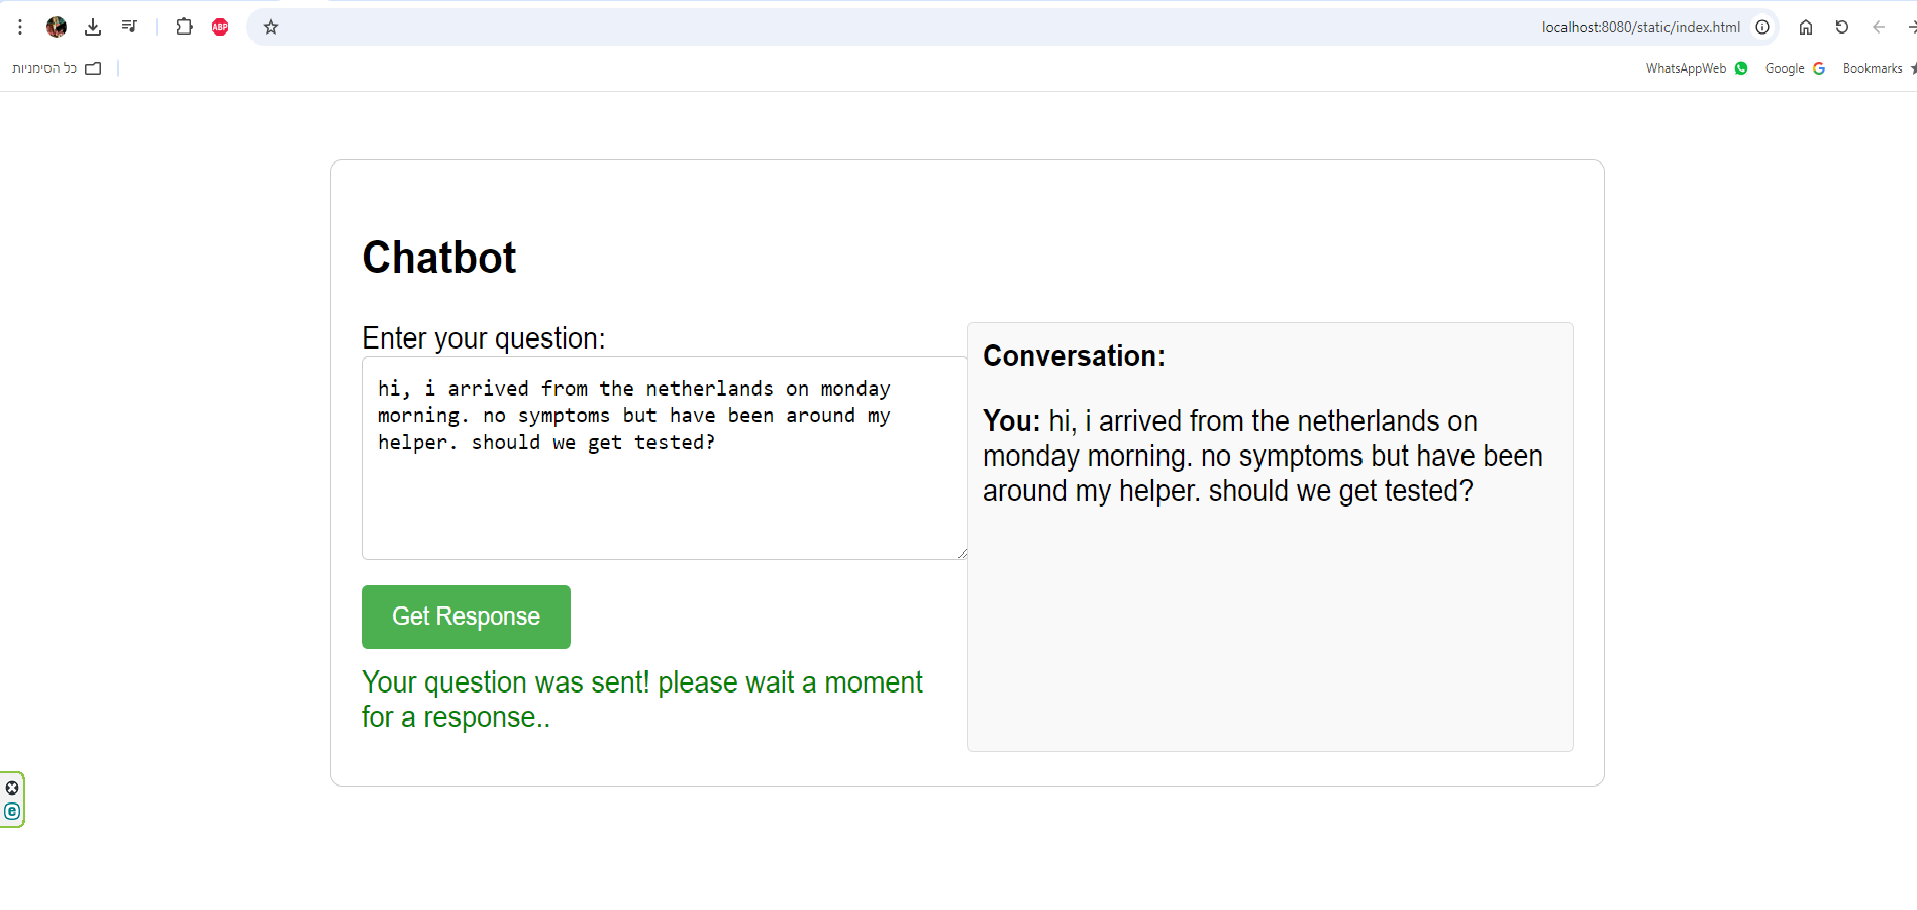 ABP
localhost:8080/static/index.html
כל הסימניות
WhatsAppWeb
Google
Bookmarks
Chatbot
Enter your question:
hi, i arrived from the netherlands on monday
morning. no symptoms but have been around my
helper. should we get tested?
Get Response
Your question was sent! please wait a moment
for a response..
Conversation:
You: hi, i arrived from the netherlands on
monday morning. no symptoms but have been
around my helper. should we get tested?